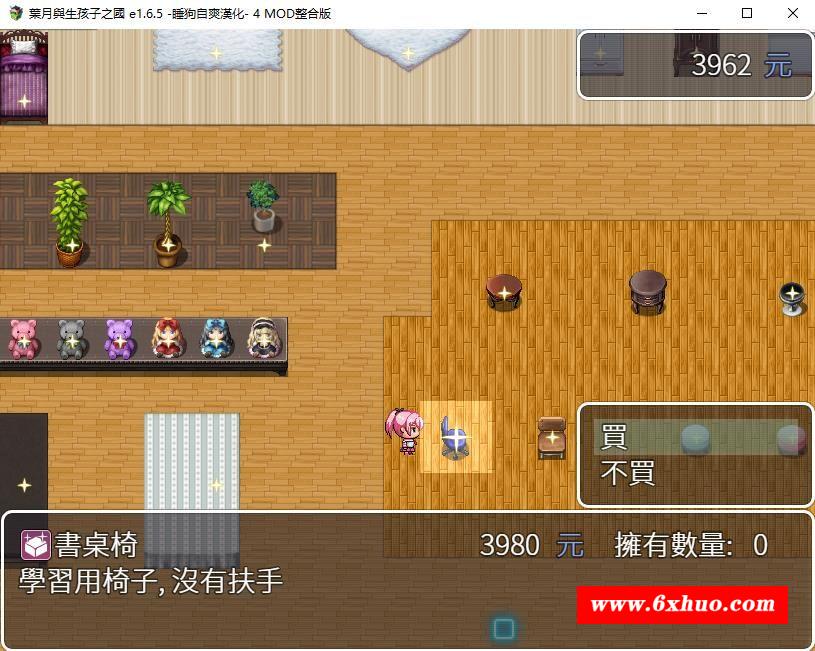 葉月與生孩子之國 e1.6.5 -睡狗自爽漢化- 4 MOD整合版
3962 元
買
不買
書桌椅 3980 元 擁有數量: 0
學習用椅子, 沒有扶手
www.6xhuo.com